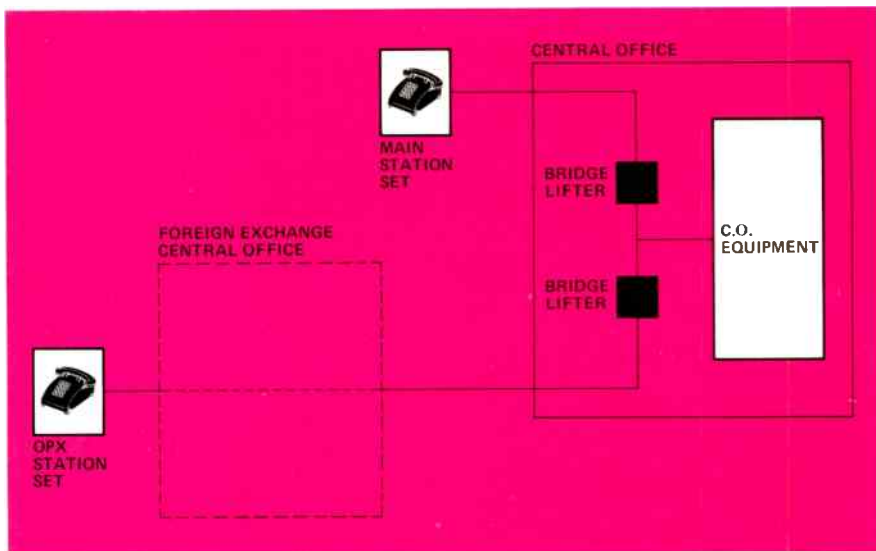 CENTRAL OFFICE
MAIN
STATION
SET
BRIDGE
LIFTER
C.O.
EQUIPMENT
FOREIGN EXCHANGE
CENTRAL OFFICE
BRIDGE
LIFTER
OPX
STATION
SET